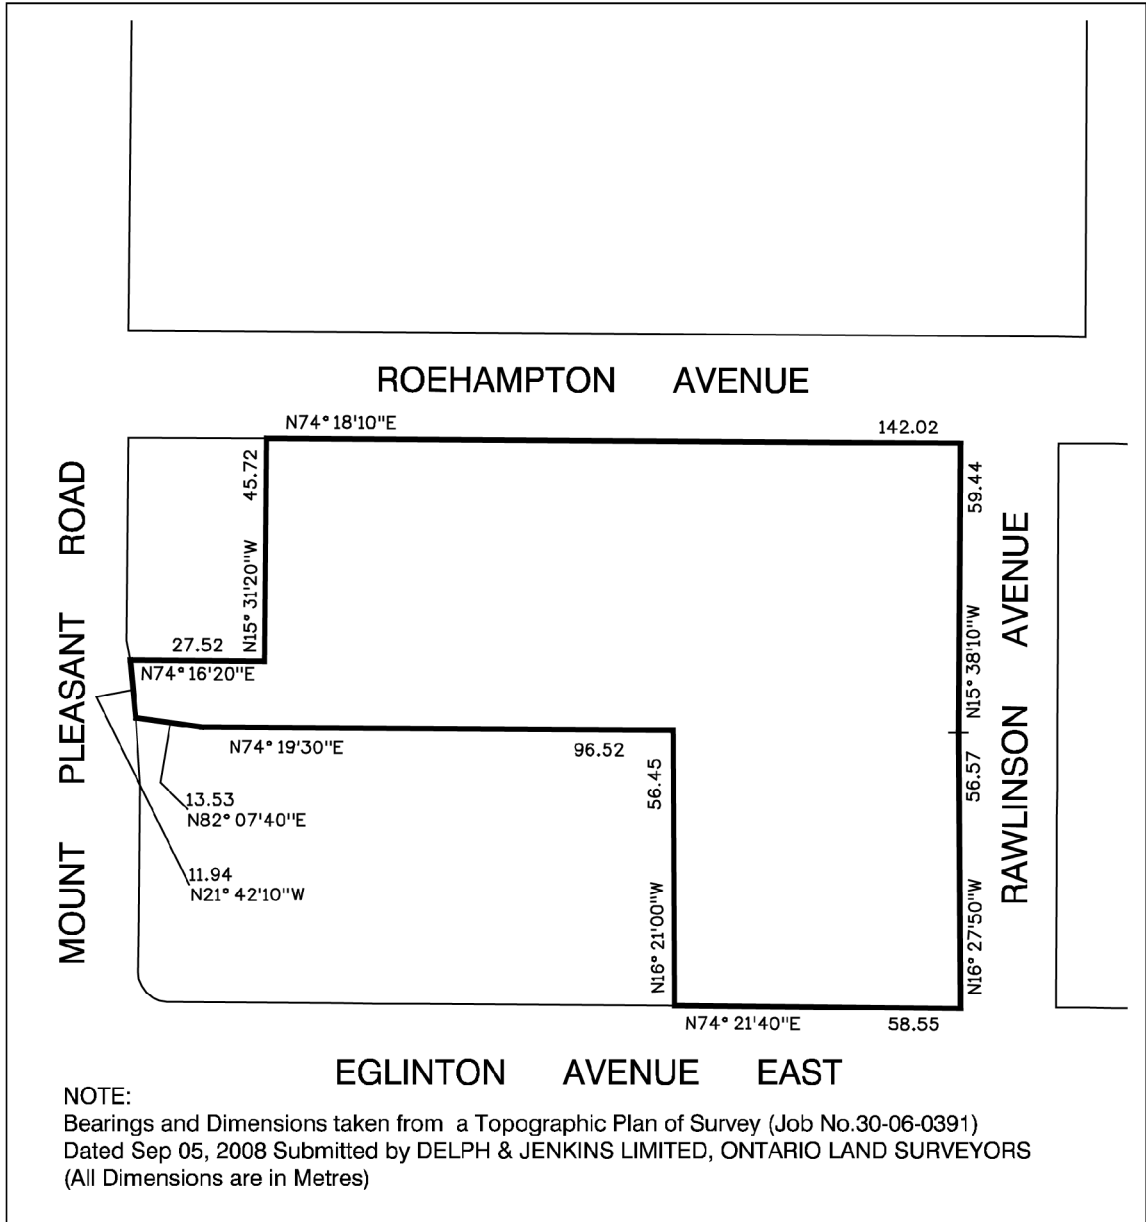 ROEHAMPTON AVENUE
N74° 18'10"E
142.02
45.72
N15° 31'20"W
59.44
N15° 38'10"W
27.52
N74° 16'20"E
MOUNT PLEASANT ROAD
RAWLINSON AVENUE
N74° 19'30"E
96.52
56.45
N16° 21'00"W
56.57
N16° 27'50"W
13.53
N82° 07'40"E
11.94
N21° 42'10"W
N74° 21'40"E
58.55
EGLINTON AVENUE EAST
NOTE:
Bearings and Dimensions taken from a Topographic Plan of Survey (Job No.30-06-0391)
Dated Sep 05, 2008 Submitted by DELPH & JENKINS LIMITED, ONTARIO LAND SURVEYORS
(All Dimensions are in Metres)